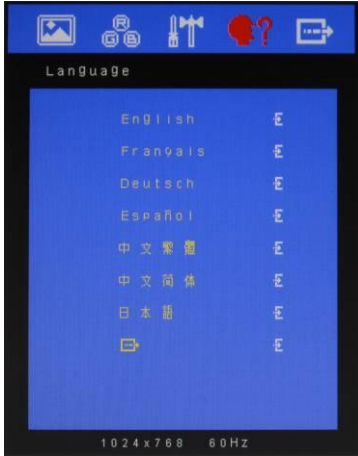 R
G B
?
Language
English
Français
Deutsch
Español
中文繁體
中文简体
日本語
1024x768 60Hz